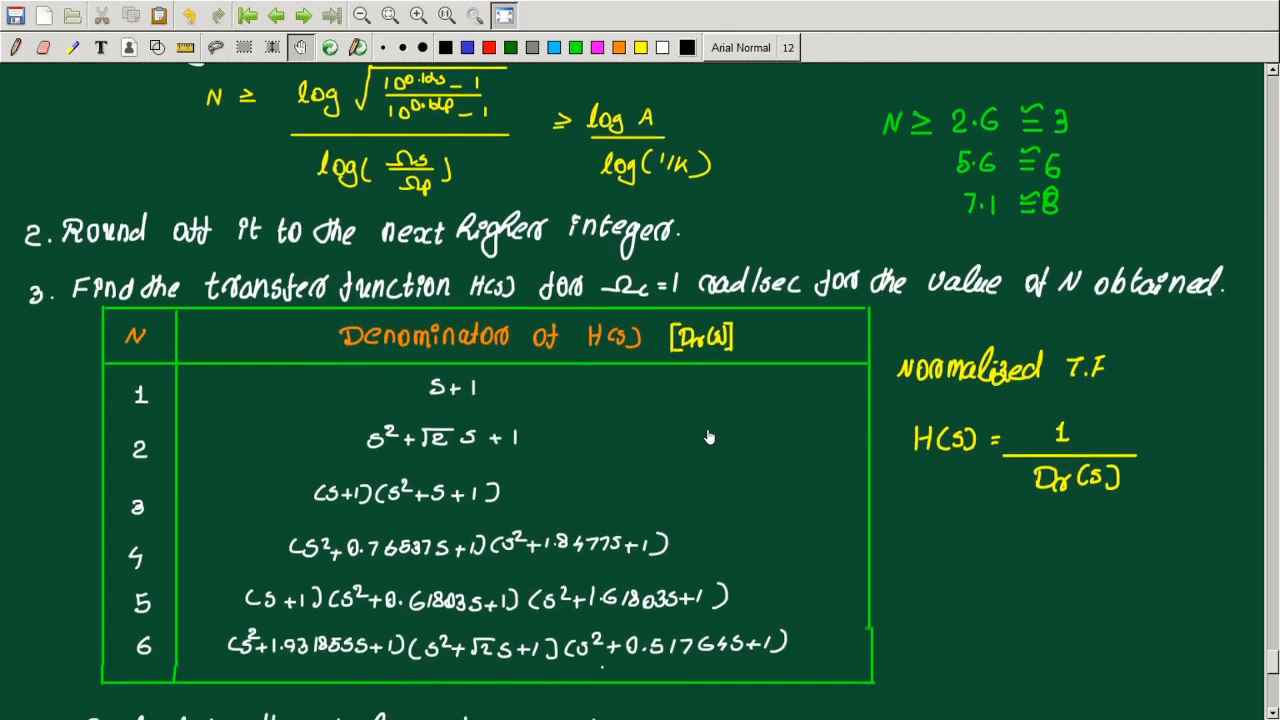 Arial Normal 12
N ≥ log √((10^0.1αs − 1)/(10^0.1αp − 1)) / log(Ωs/Ωp) ≥ log A / log(1/K)
N ≥ 2.6 ≅ 3
5.6 ≅ 6
7.1 ≅ 8
2. Round off it to the next higher integer.
3. Find the transfer function H(s) for Ωc = 1 rad/sec for the value of N obtained.
N Denominator of H(s) [Dr(s)]
1 s+1
2 s² + √2 s + 1
3 (s+1)(s²+s+1)
4 (s²+0.76537s+1)(s²+1.8477s+1)
5 (s+1)(s²+0.61803s+1)(s²+1.61803s+1)
6 (s²+1.931855s+1)(s²+√2s+1)(s²+0.51764s+1)
Normalized T.F
H(s) = 1 / Dr(s)